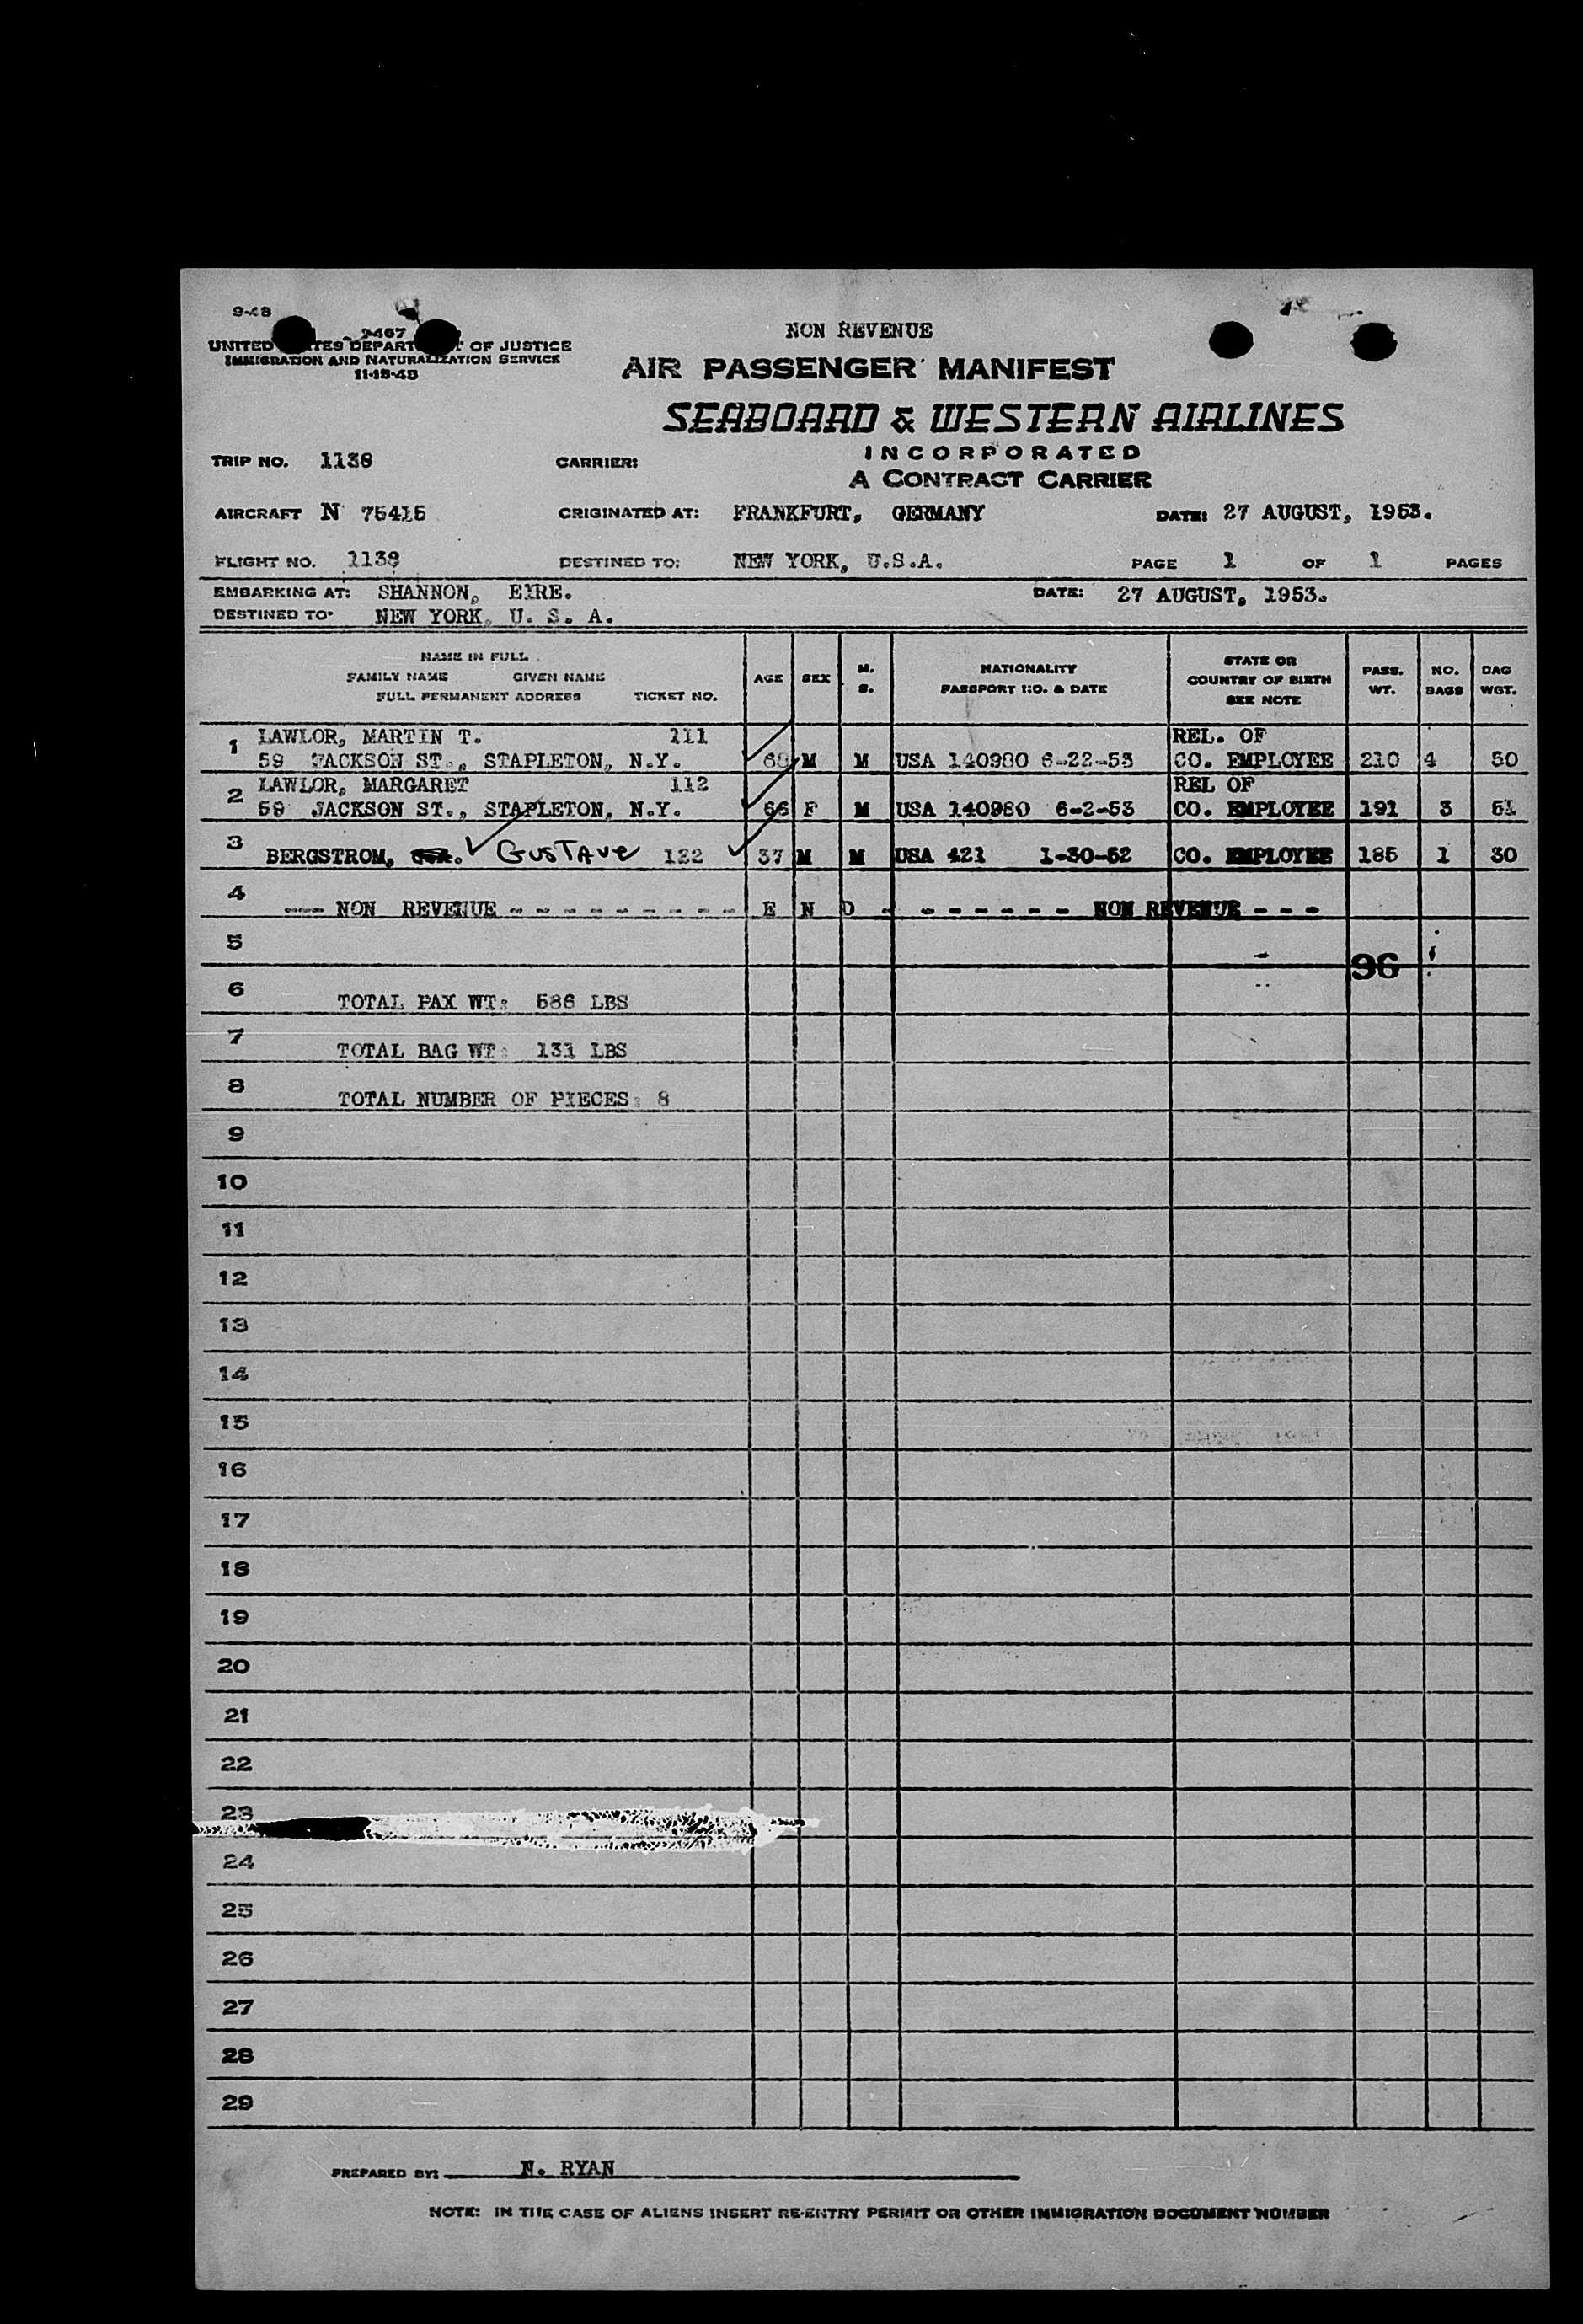 9-48
UNITED STATES DEPARTMENT OF JUSTICE
IMMIGRATION AND NATURALIZATION SERVICE
11-15-48
NON REVENUE
AIR PASSENGER MANIFEST
SEABOARD & WESTERN AIRLINES
INCORPORATED
A CONTRACT CARRIER
TRIP NO. 1138 CARRIER:
AIRCRAFT N 75415 ORIGINATED AT: FRANKFURT, GERMANY DATE: 27 AUGUST, 1953.
FLIGHT NO. 1138 DESTINED TO: NEW YORK, U.S.A. PAGE 1 OF 1 PAGES
EMBARKING AT: SHANNON, EIRE. DATE: 27 AUGUST, 1953.
DESTINED TO: NEW YORK, U. S. A.
NAME IN FULL
FAMILY NAME GIVEN NAME
FULL PERMANENT ADDRESS TICKET NO.
AGE
SEX
M.
S.
NATIONALITY
PASSPORT NO. & DATE
STATE OR
COUNTRY OF BIRTH
SEE NOTE
PASS.
WT.
NO.
BAGS
BAG
WGT.
1 LAWLOR, MARTIN T. 111 REL. OF
59 JACKSON ST., STAPLETON, N.Y. M M USA 140980 6-22-53 CO. EMPLOYEE 210 4 50
2 LAWLOR, MARGARET 112 REL OF
59 JACKSON ST., STAPLETON, N.Y. 66 F M USA 140980 6-2-53 CO. EMPLOYEE 191 3 51
3 BERGSTROM, GUSTAVE 122 37 M M USA 421 1-30-52 CO. EMPLOYEE 185 1 30
4 ---- NON REVENUE - - - - - - - - - E N D - - - - - - - NON REVENUE - - -
5
96
6 TOTAL PAX WT: 586 LBS
7 TOTAL BAG WT: 131 LBS
8 TOTAL NUMBER OF PIECES: 8
9
10
11
12
13
14
15
16
17
18
19
20
21
22
23
24
25
26
27
28
29
PREPARED BY: N. RYAN
NOTE: IN THE CASE OF ALIENS INSERT RE-ENTRY PERMIT OR OTHER IMMIGRATION DOCUMENT NUMBER